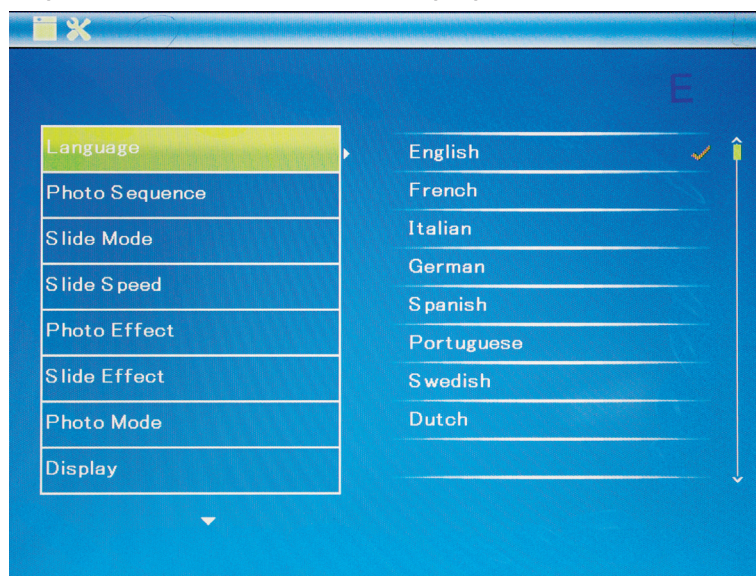 E
Language
Photo Sequence
Slide Mode
Slide Speed
Photo Effect
Slide Effect
Photo Mode
Display
English
French
Italian
German
Spanish
Portuguese
Swedish
Dutch